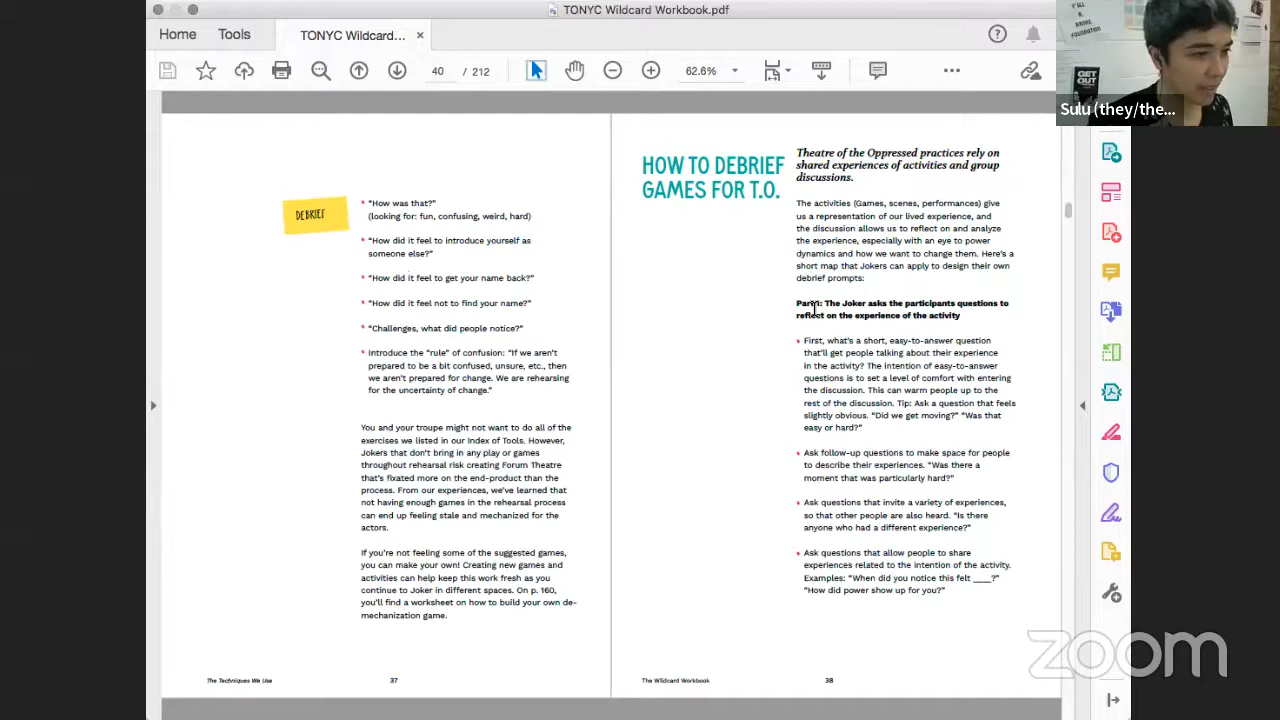 TONYC Wildcard Workbook.pdf
Home
Tools
TONYC Wildcard...
40 / 212
62.6%
Y'ALL
FOUNDATION
GET
OUT
Sulu (they/the...
DEBRIEF
"How was that?"
(looking for: fun, confusing, weird, hard)
"How did it feel to introduce yourself as
someone else?"
"How did it feel to get your name back?"
"How did it feel not to find your name?"
"Challenges, what did people notice?"
Introduce the "rule" of confusion: "If we aren't
prepared to be a bit confused, unsure, etc., then
we aren't prepared for change. We are rehearsing
for the uncertainty of change."
You and your troupe might not want to do all of the
exercises we listed in our Index of Tools. However,
Jokers that don't bring in any play or games
throughout rehearsal risk creating Forum Theatre
that's fixated more on the end-product than the
process. From our experiences, we've learned that
not having enough games in the rehearsal process
can end up feeling stale and mechanized for the
actors.
If you're not feeling some of the suggested games,
you can make your own! Creating new games and
activities can help keep this work fresh as you
continue to Joker in different spaces. On p. 160,
you'll find a worksheet on how to build your own de-
mechanization game.
The Techniques We Use
37
HOW TO DEBRIEF
GAMES FOR T.O.
Theatre of the Oppressed practices rely on
shared experiences of activities and group
discussions.
The activities (Games, scenes, performances) give
us a representation of our lived experience, and
the discussion allows us to reflect on and analyze
the experience, especially with an eye to power
dynamics and how we want to change them. Here's a
short map that Jokers can apply to design their own
debrief prompts:
Part 1: The Joker asks the participants questions to
reflect on the experience of the activity
First, what's a short, easy-to-answer question
that'll get people talking about their experience
in the activity? The intention of easy-to-answer
questions is to set a level of comfort with entering
the discussion. This can warm people up to the
rest of the discussion. Tip: Ask a question that feels
slightly obvious. "Did we get moving?" "Was that
easy or hard?"
Ask follow-up questions to make space for people
to describe their experiences. "Was there a
moment that was particularly hard?"
Ask questions that invite a variety of experiences,
so that other people are also heard. "Is there
anyone who had a different experience?"
Ask questions that allow people to share
experiences related to the intention of the activity.
Examples: "When did you notice this felt ____?"
"How did power show up for you?"
The Wildcard Workbook
38
zoom